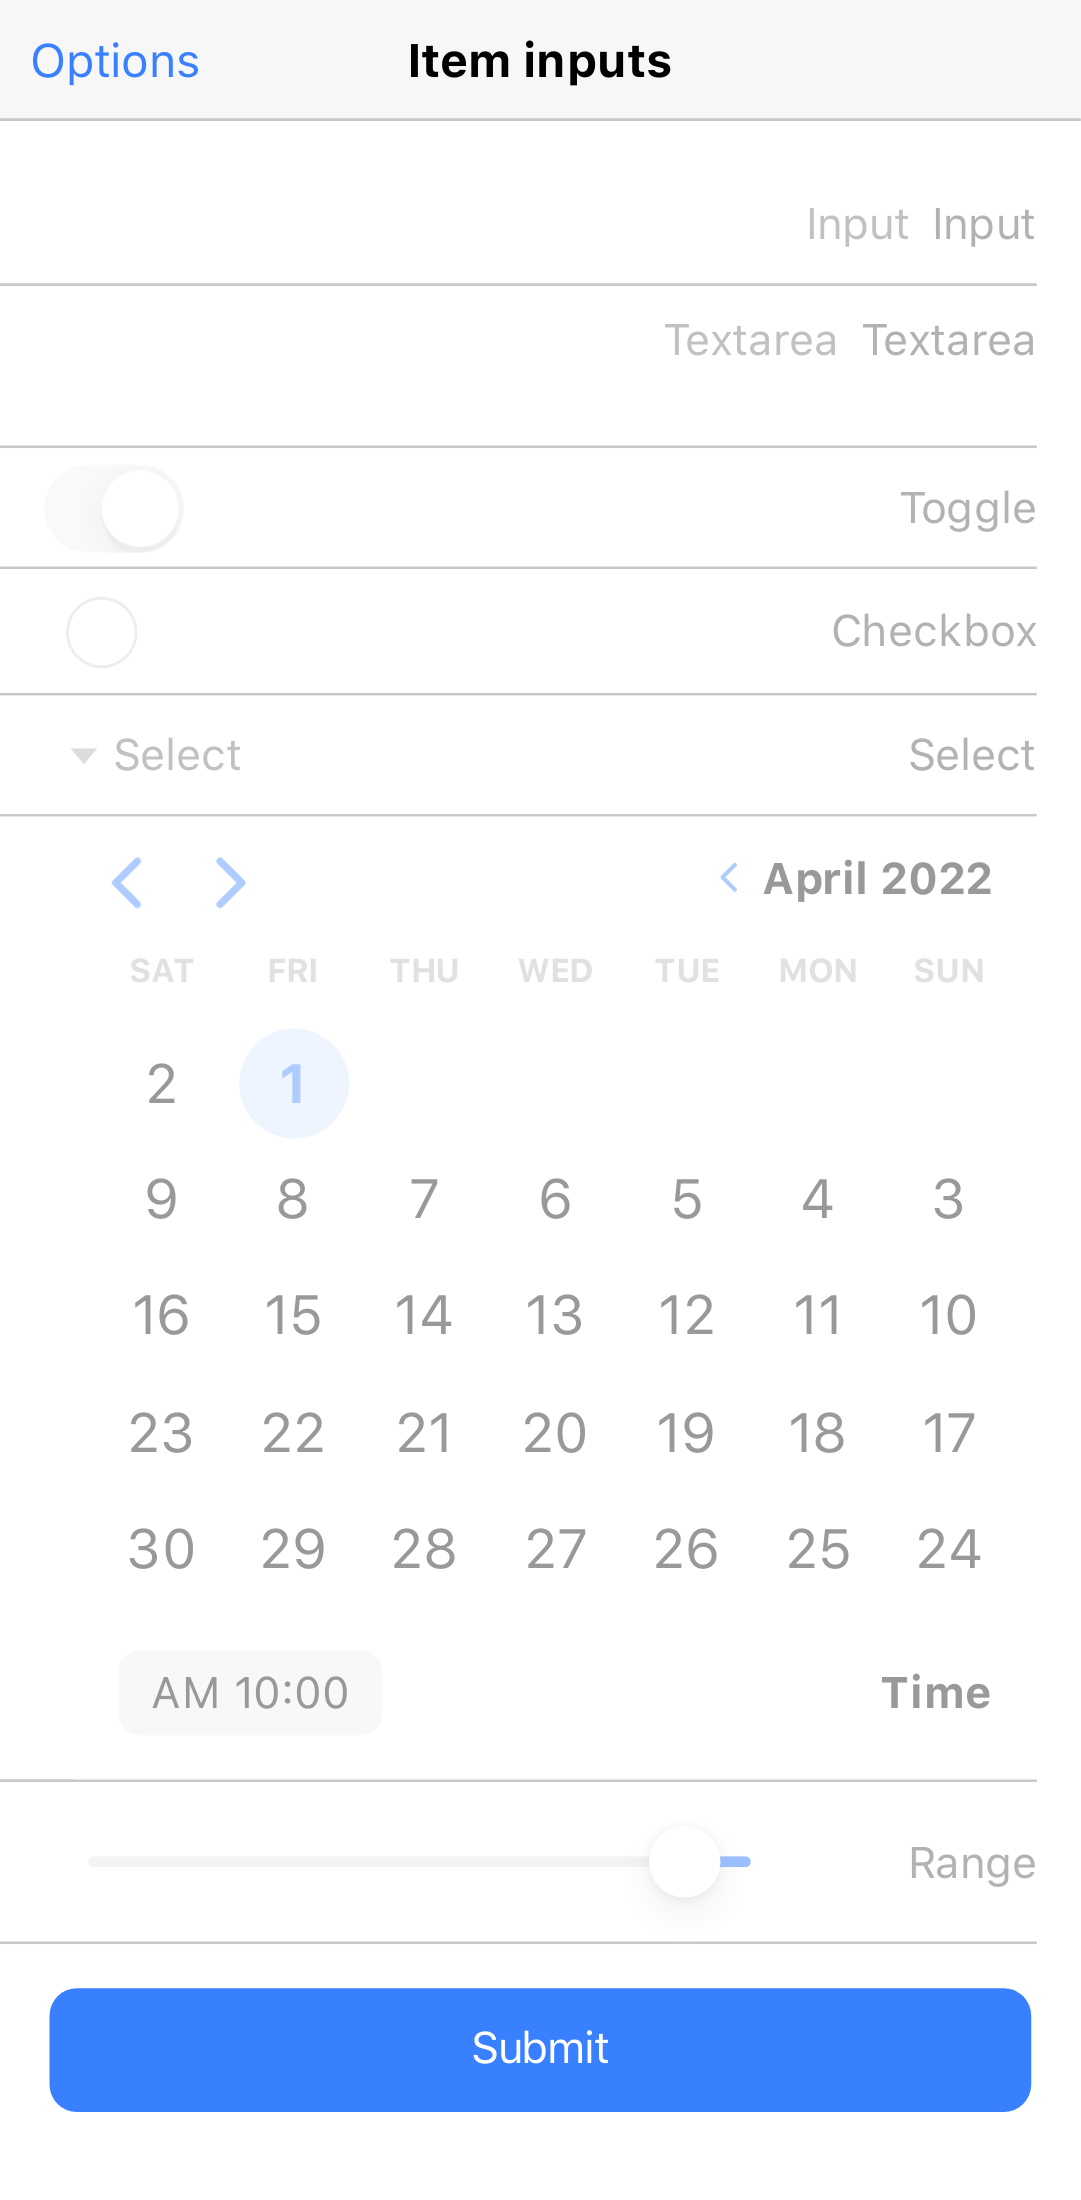 Options Item inputs
Input Input
Textarea Textarea
Toggle
Checkbox
Select Select
April 2022
SAT FRI THU WED TUE MON SUN
2 1
9 8 7 6 5 4 3
16 15 14 13 12 11 10
23 22 21 20 19 18 17
30 29 28 27 26 25 24
AM 10:00 Time
Range
Submit